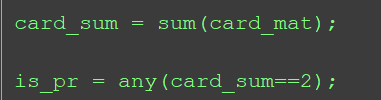 card_sum = sum(card_mat);
is_pr = any(card_sum==2);